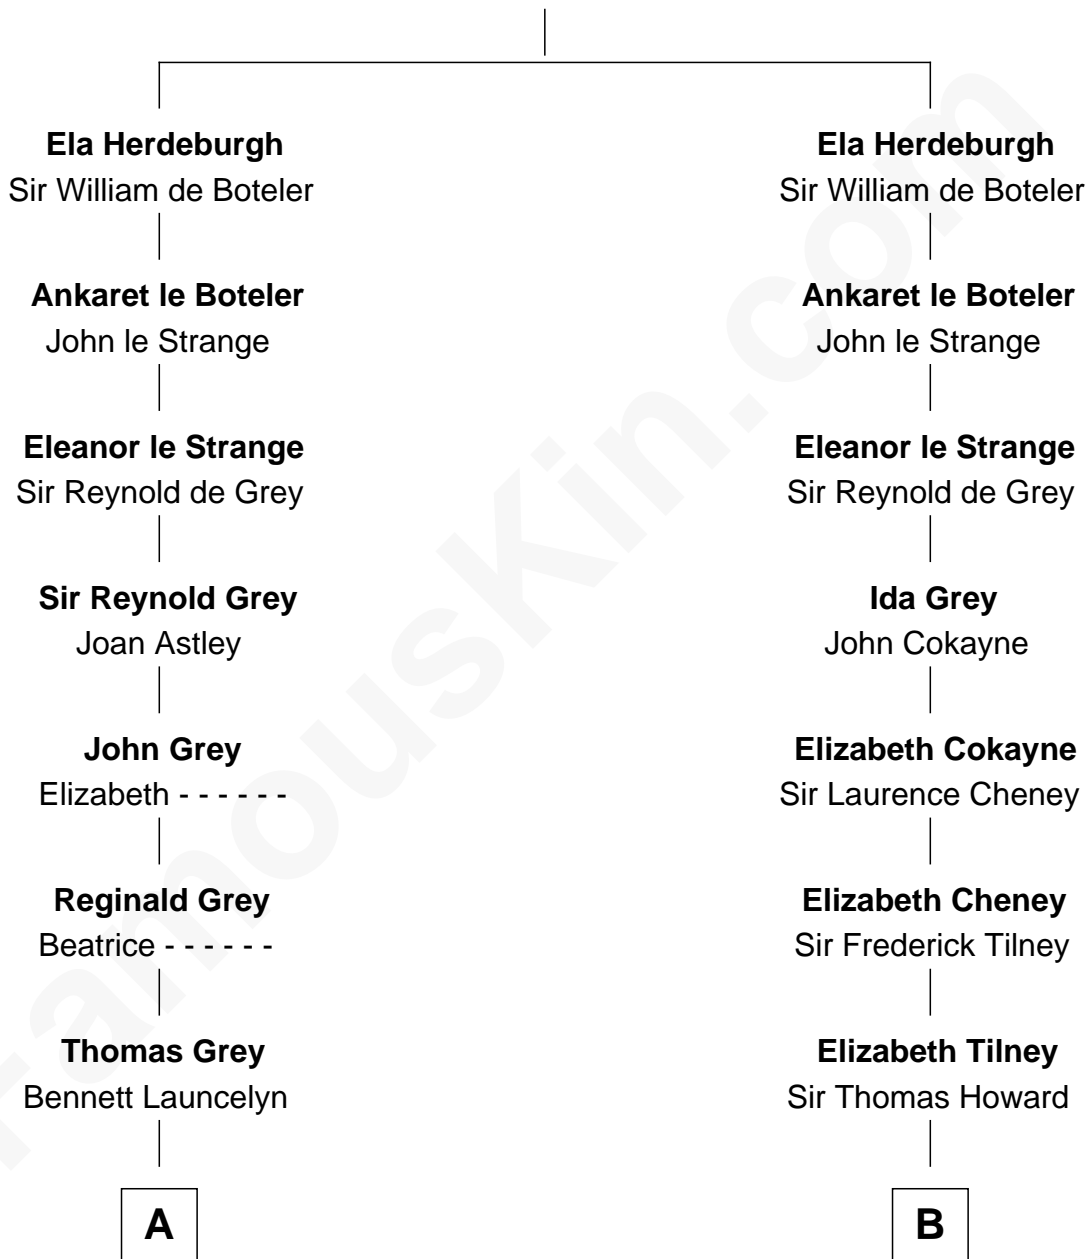 Ela Herdeburgh
Sir William de Boteler
Ankaret le Boteler
John le Strange
Eleanor le Strange
Sir Reynold de Grey
Sir Reynold Grey
Joan Astley
John Grey
Elizabeth - - - - - -
Reginald Grey
Beatrice - - - - - -
Thomas Grey
Bennett Launcelyn
A
Ela Herdeburgh
Sir William de Boteler
Ankaret le Boteler
John le Strange
Eleanor le Strange
Sir Reynold de Grey
Ida Grey
John Cokayne
Elizabeth Cokayne
Sir Laurence Cheney
Elizabeth Cheney
Sir Frederick Tilney
Elizabeth Tilney
Sir Thomas Howard
B
FamousKin.com